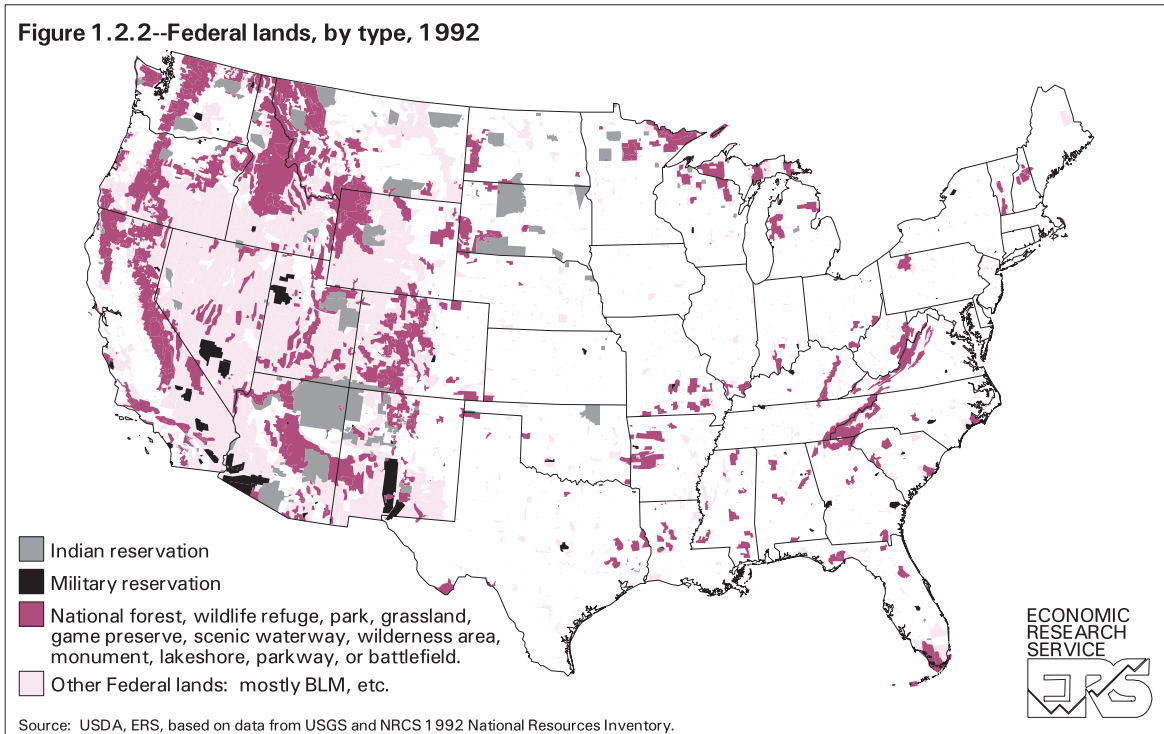 Figure 1.2.2--Federal lands, by type, 1992
Indian reservation
Military reservation
National forest, wildlife refuge, park, grassland,
game preserve, scenic waterway, wilderness area,
monument, lakeshore, parkway, or battlefield.
Other Federal lands: mostly BLM, etc.
ECONOMIC
RESEARCH
SERVICE
ERS
Source: USDA, ERS, based on data from USGS and NRCS 1992 National Resources Inventory.